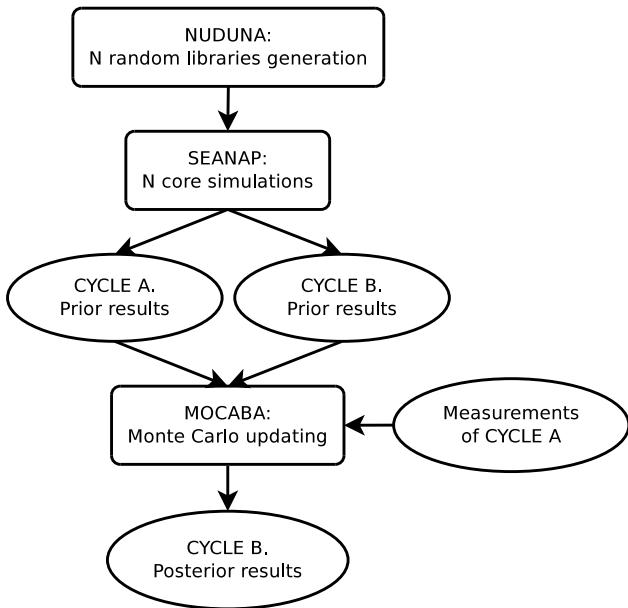 NUDUNA:
N random libraries generation
SEANAP:
N core simulations
CYCLE A.
Prior results
CYCLE B.
Prior results
MOCABA:
Monte Carlo updating
Measurements
of CYCLE A
CYCLE B.
Posterior results